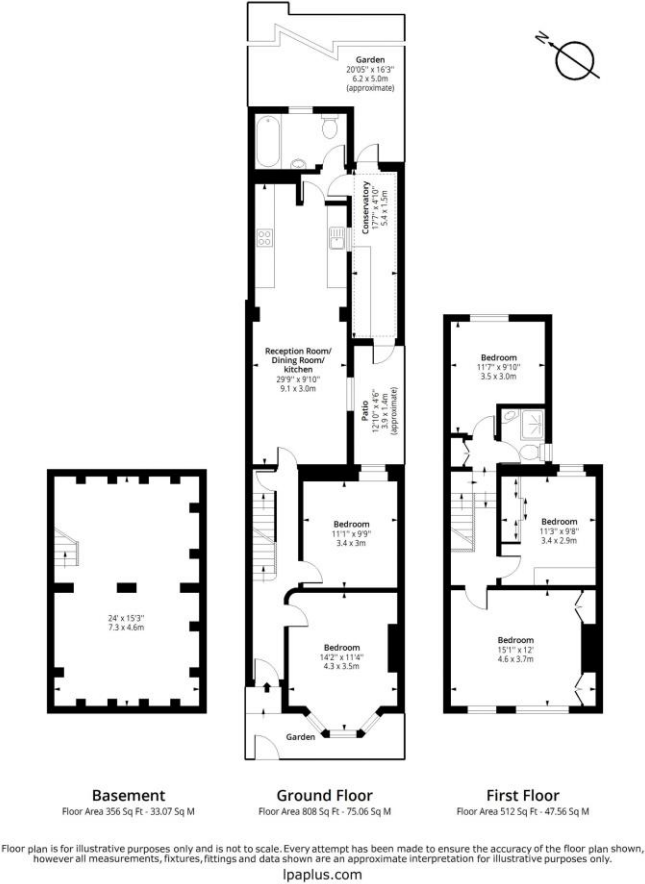 Garden
20'05" x 16'3"
6.2 x 5.0m
(approximate)
N
Conservatory
17'7" x 4'10"
5.4 x 1.5m
Reception Room/
Dining Room/
kitchen
29'9" x 9'10"
9.1 x 3.0m
Patio
12'10" x 4'6"
3.9 x 1.4m
(approximate)
Bedroom
11'7" x 9'10"
3.5 x 3.0m
Bedroom
11'1" x 9'9"
3.4 x 3m
Bedroom
11'3" x 9'8"
3.4 x 2.9m
24' x 15'3"
7.3 x 4.6m
Bedroom
14'2" x 11'4"
4.3 x 3.5m
Bedroom
15'1" x 12'
4.6 x 3.7m
Garden
Basement
Floor Area 356 Sq Ft - 33.07 Sq M
Ground Floor
Floor Area 808 Sq Ft - 75.06 Sq M
First Floor
Floor Area 512 Sq Ft - 47.56 Sq M
Floor plan is for illustrative purposes only and is not to scale. Every attempt has been made to ensure the accuracy of the floor plan shown,
however all measurements, fixtures, fittings and data shown are an approximate interpretation for illustrative purposes only.
lpaplus.com